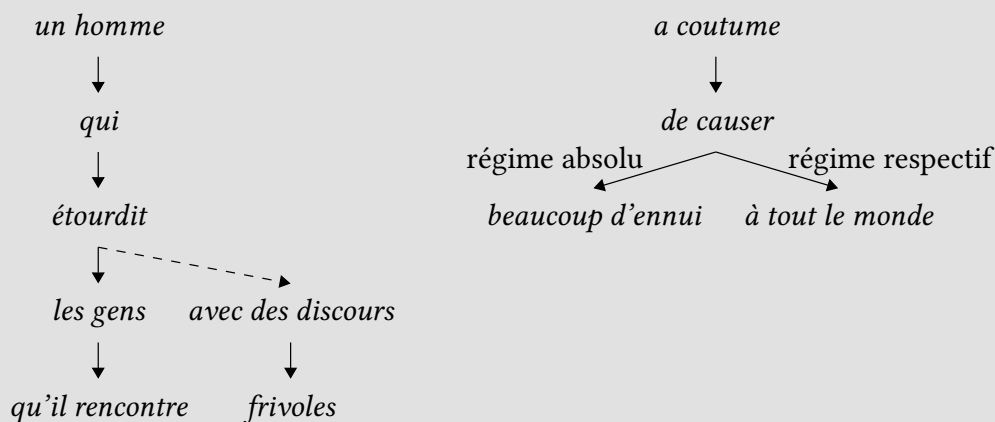 un homme
a coutume
qui
de causer
régime absolu
régime respectif
étourdit
beaucoup d'ennui
à tout le monde
les gens
avec des discours
qu'il rencontre
frivoles